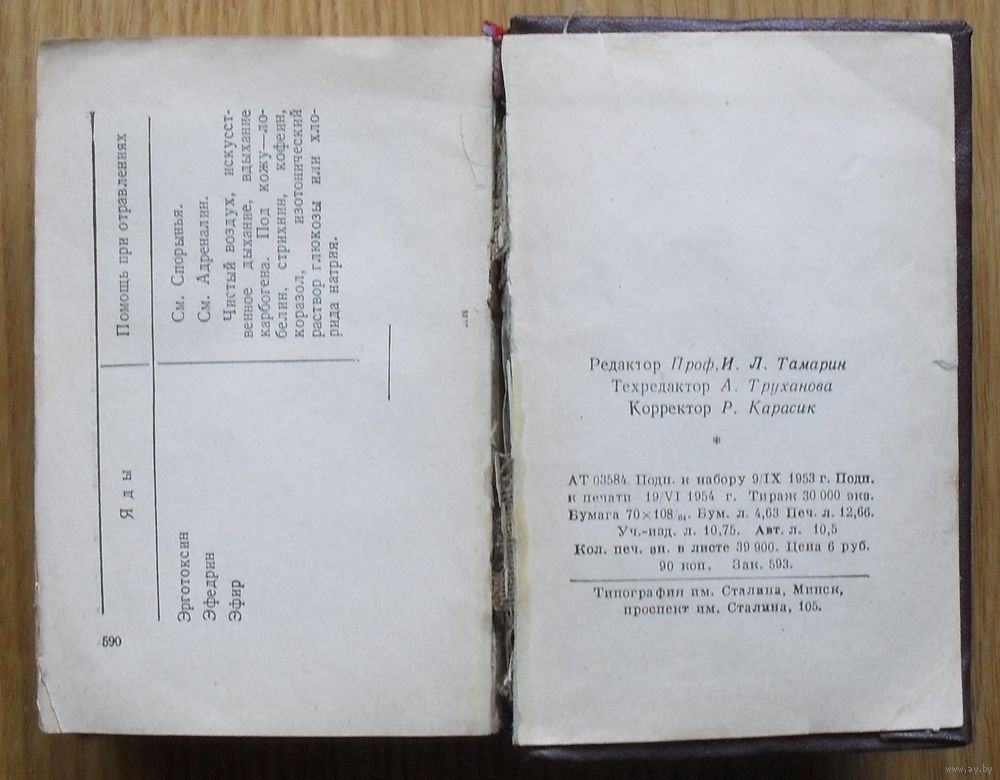 Яды
Помощь при отравлениях
Эрготоксин
См. Спорынья.
Эфедрин
См. Адреналин.
Эфир
Чистый воздух, искусст-
венное дыхание, вдыхание
карбогена. Под кожу—ло-
белин, стрихнин, кофеин,
коразол, изотонический
раствор глюкозы или хло-
рида натрия.
590
Редактор Проф. И. Л. Тамарин
Техредактор А. Труханова
Корректор Р. Карасик
*
АТ 03584. Подп. к набору 9/IX 1953 г. Подп.
к печати 19/VI 1954 г. Тираж 30 000 экз.
Бумага 70×108/64. Бум. л. 4,63 Печ. л. 12,66.
Уч.-изд. л. 10,75. Авт. л. 10,5
Кол. печ. зн. в листе 39 900. Цена 6 руб.
90 коп. Зак. 593.
Типография им. Сталина, Минск,
проспект им. Сталина, 105.
www.ay.by